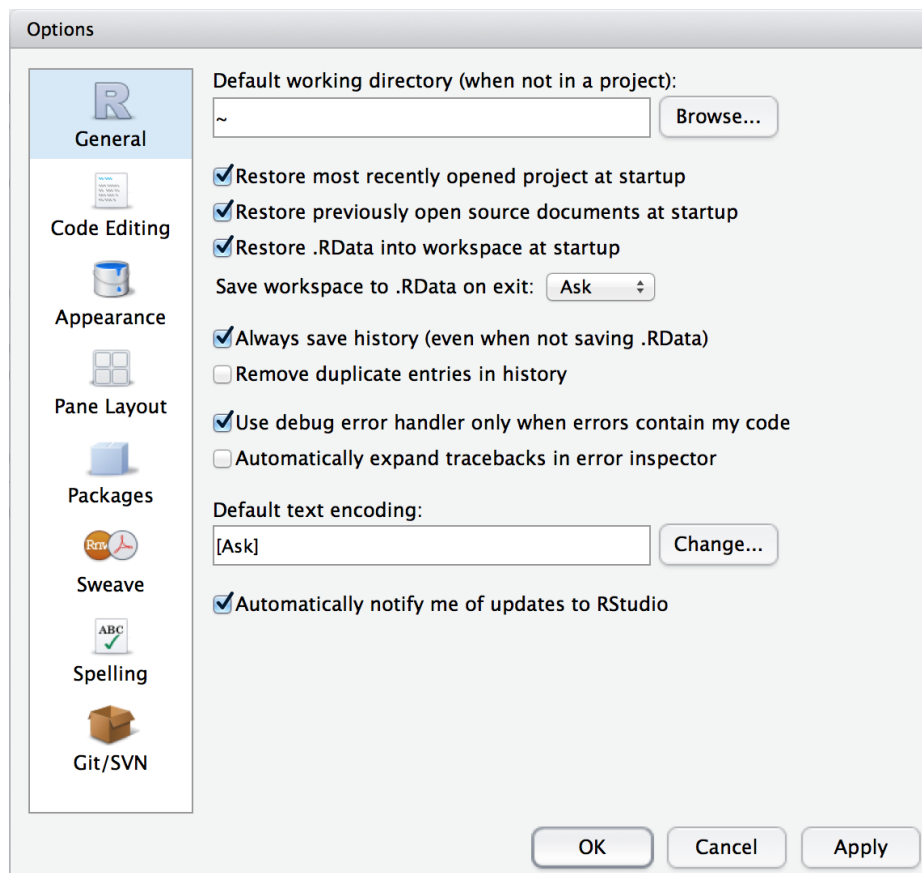 Options
General
Code Editing
Appearance
Pane Layout
Packages
Rnw
Sweave
ABC
Spelling
Git/SVN
Default working directory (when not in a project):
~
Browse...
Restore most recently opened project at startup
Restore previously open source documents at startup
Restore .RData into workspace at startup
Save workspace to .RData on exit: Ask
Always save history (even when not saving .RData)
Remove duplicate entries in history
Use debug error handler only when errors contain my code
Automatically expand tracebacks in error inspector
Default text encoding:
[Ask]
Change...
Automatically notify me of updates to RStudio
OK Cancel Apply